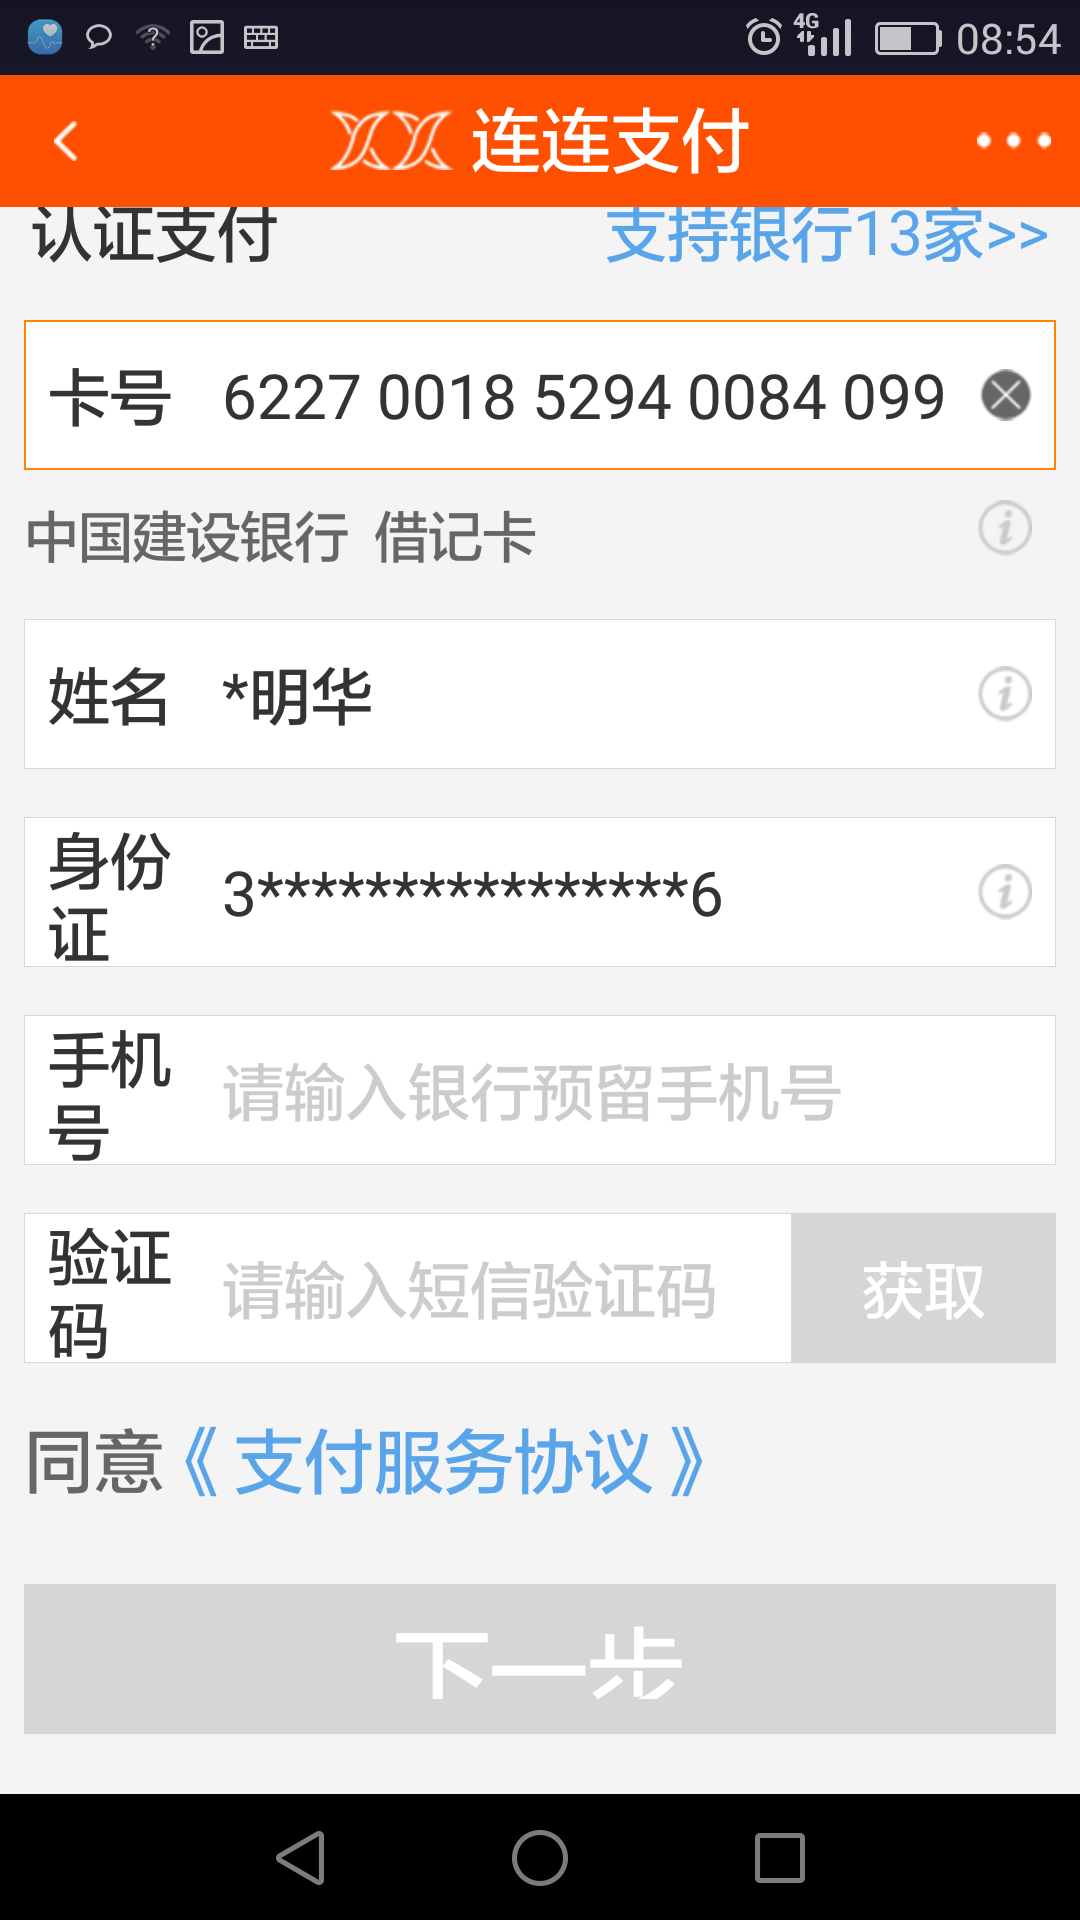 4G 08:54
连连支付
认证支付 支持银行13家>>
卡号 6227 0018 5294 0084 099
中国建设银行 借记卡
姓名 *明华
身份证 3****************6
手机号 请输入银行预留手机号
验证码 请输入短信验证码 获取
同意《支付服务协议》
下一步